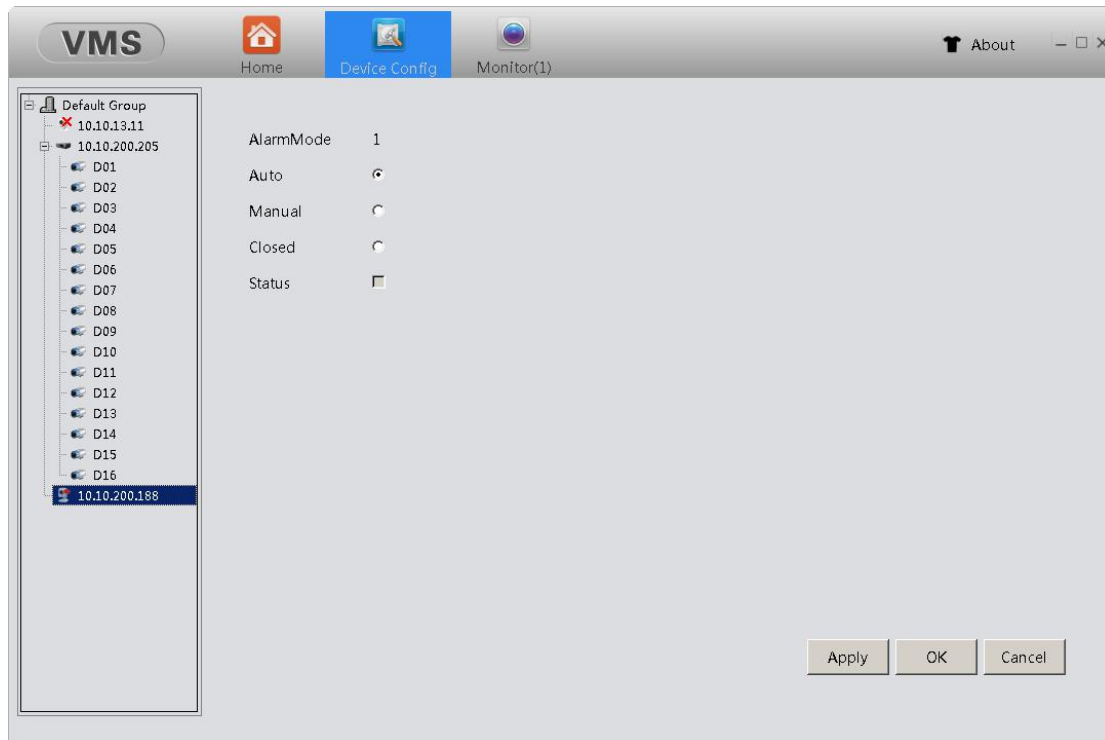 VMS
Home
Device Config
Monitor(1)
About
Default Group
10.10.13.11
10.10.200.205
D01
D02
D03
D04
D05
D06
D07
D08
D09
D10
D11
D12
D13
D14
D15
D16
10.10.200.188
AlarmMode 1
Auto
Manual
Closed
Status
Apply OK Cancel